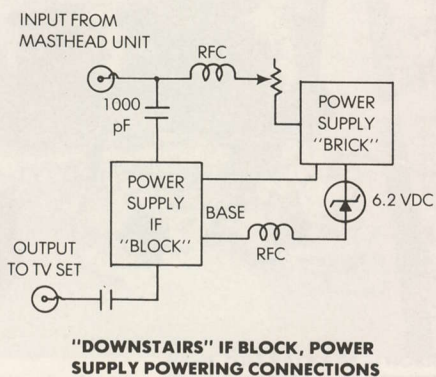 INPUT FROM
MASTHEAD UNIT
RFC
1000
pF
POWER
SUPPLY
"BRICK"
POWER
SUPPLY
IF
"BLOCK"
BASE
6.2 VDC
RFC
OUTPUT
TO TV SET
"DOWNSTAIRS" IF BLOCK, POWER
SUPPLY POWERING CONNECTIONS